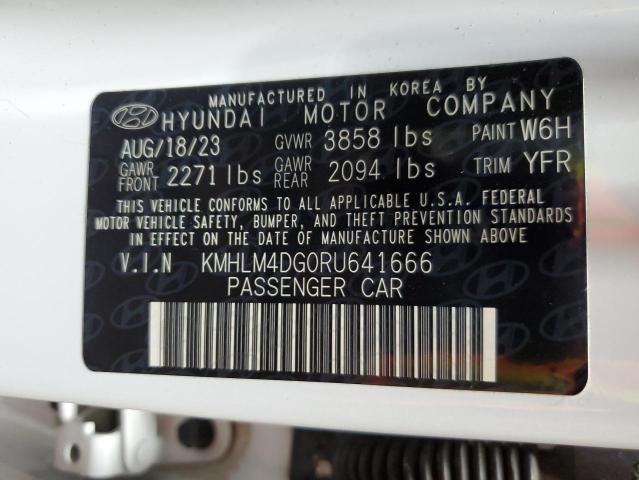 MANUFACTURED IN KOREA BY
HYUNDAI MOTOR COMPANY
AUG/18/23 GVWR 3858 lbs PAINT W6H
GAWR FRONT 2271 lbs GAWR REAR 2094 lbs TRIM YFR
THIS VEHICLE CONFORMS TO ALL APPLICABLE U.S.A. FEDERAL
MOTOR VEHICLE SAFETY, BUMPER, AND THEFT PREVENTION STANDARDS
IN EFFECT ON THE DATE OF MANUFACTURE SHOWN ABOVE.
V.I.N KMHLM4DG0RU641666
PASSENGER CAR